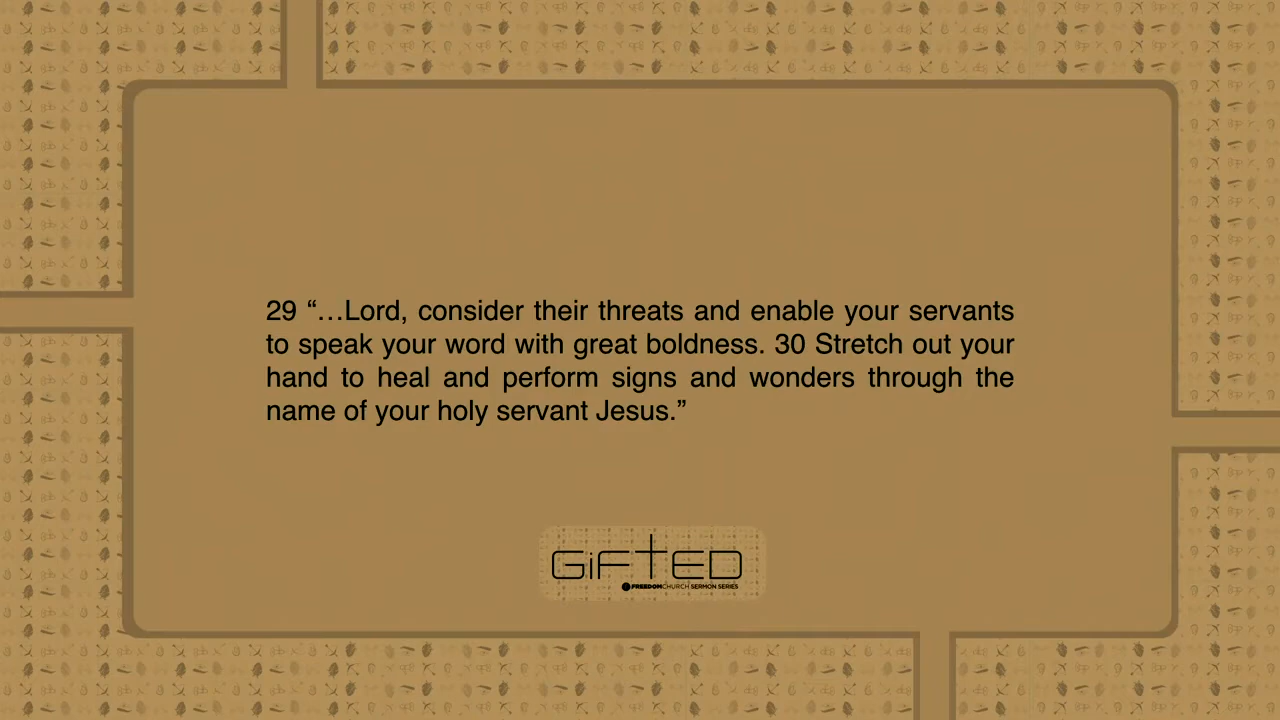 29 “…Lord, consider their threats and enable your servants
to speak your word with great boldness. 30 Stretch out your
hand to heal and perform signs and wonders through the
name of your holy servant Jesus.”
GiFTED
FREEDOMCHURCH SERMON SERIES